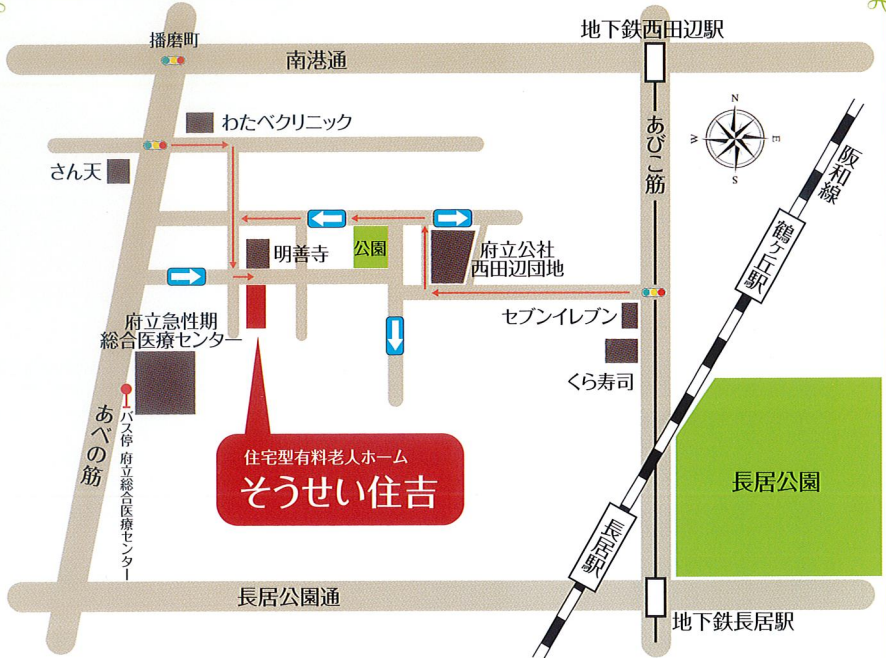 播磨町
地下鉄西田辺駅
南港通
わたべクリニック
さん天
あびこ筋
N
W
E
S
阪和線
鶴ヶ丘駅
明善寺
公園
府立公社
西田辺団地
セブンイレブン
くら寿司
府立急性期
総合医療センター
あべの筋
バス停 府立総合医療センター
住宅型有料老人ホーム
そうせい住吉
長居公園
長居駅
長居公園通
地下鉄長居駅